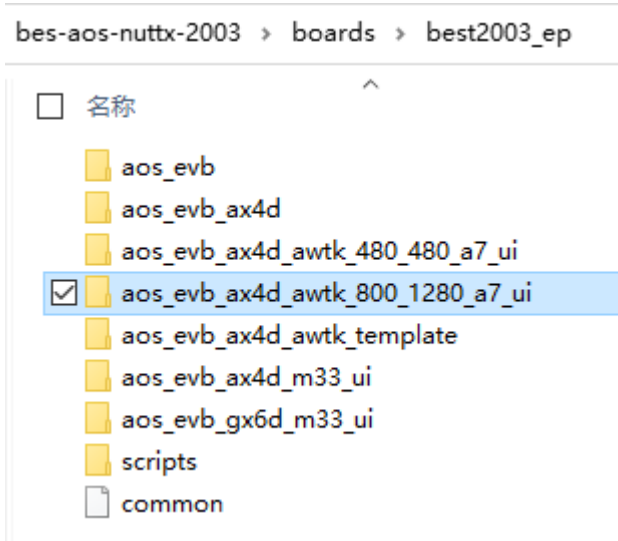 bes-aos-nuttx-2003 › boards › best2003_ep
名称
aos_evb
aos_evb_ax4d
aos_evb_ax4d_awtk_480_480_a7_ui
aos_evb_ax4d_awtk_800_1280_a7_ui
aos_evb_ax4d_awtk_template
aos_evb_ax4d_m33_ui
aos_evb_gx6d_m33_ui
scripts
common